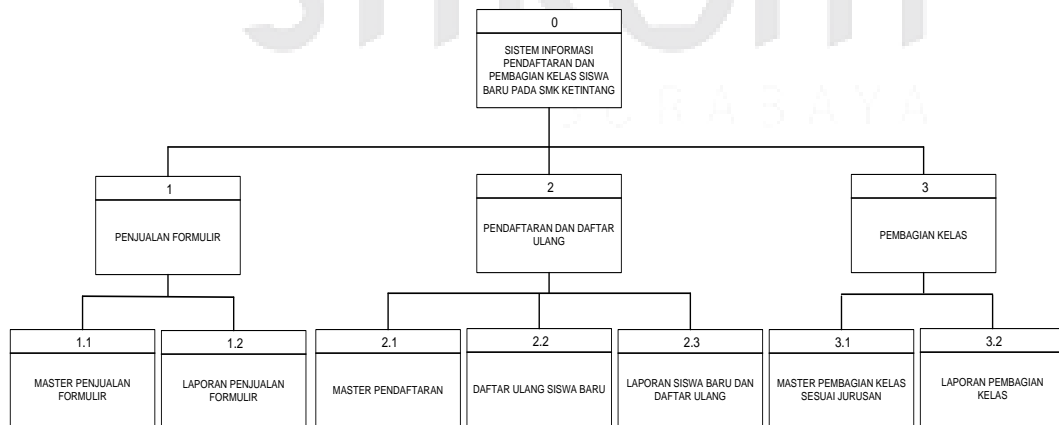 0
SISTEM INFORMASI
PENDAFTARAN DAN
PEMBAGIAN KELAS SISWA
BARU PADA SMK KETINTANG
SURABAYA
1
PENJUALAN FORMULIR
2
PENDAFTARAN DAN DAFTAR
ULANG
3
PEMBAGIAN KELAS
1.1
MASTER PENJUALAN
FORMULIR
1.2
LAPORAN PENJUALAN
FORMULIR
2.1
MASTER PENDAFTARAN
2.2
DAFTAR ULANG SISWA BARU
2.3
LAPORAN SISWA BARU DAN
DAFTAR ULANG
3.1
MASTER PEMBAGIAN KELAS
SESUAI JURUSAN
3.2
LAPORAN PEMBAGIAN
KELAS